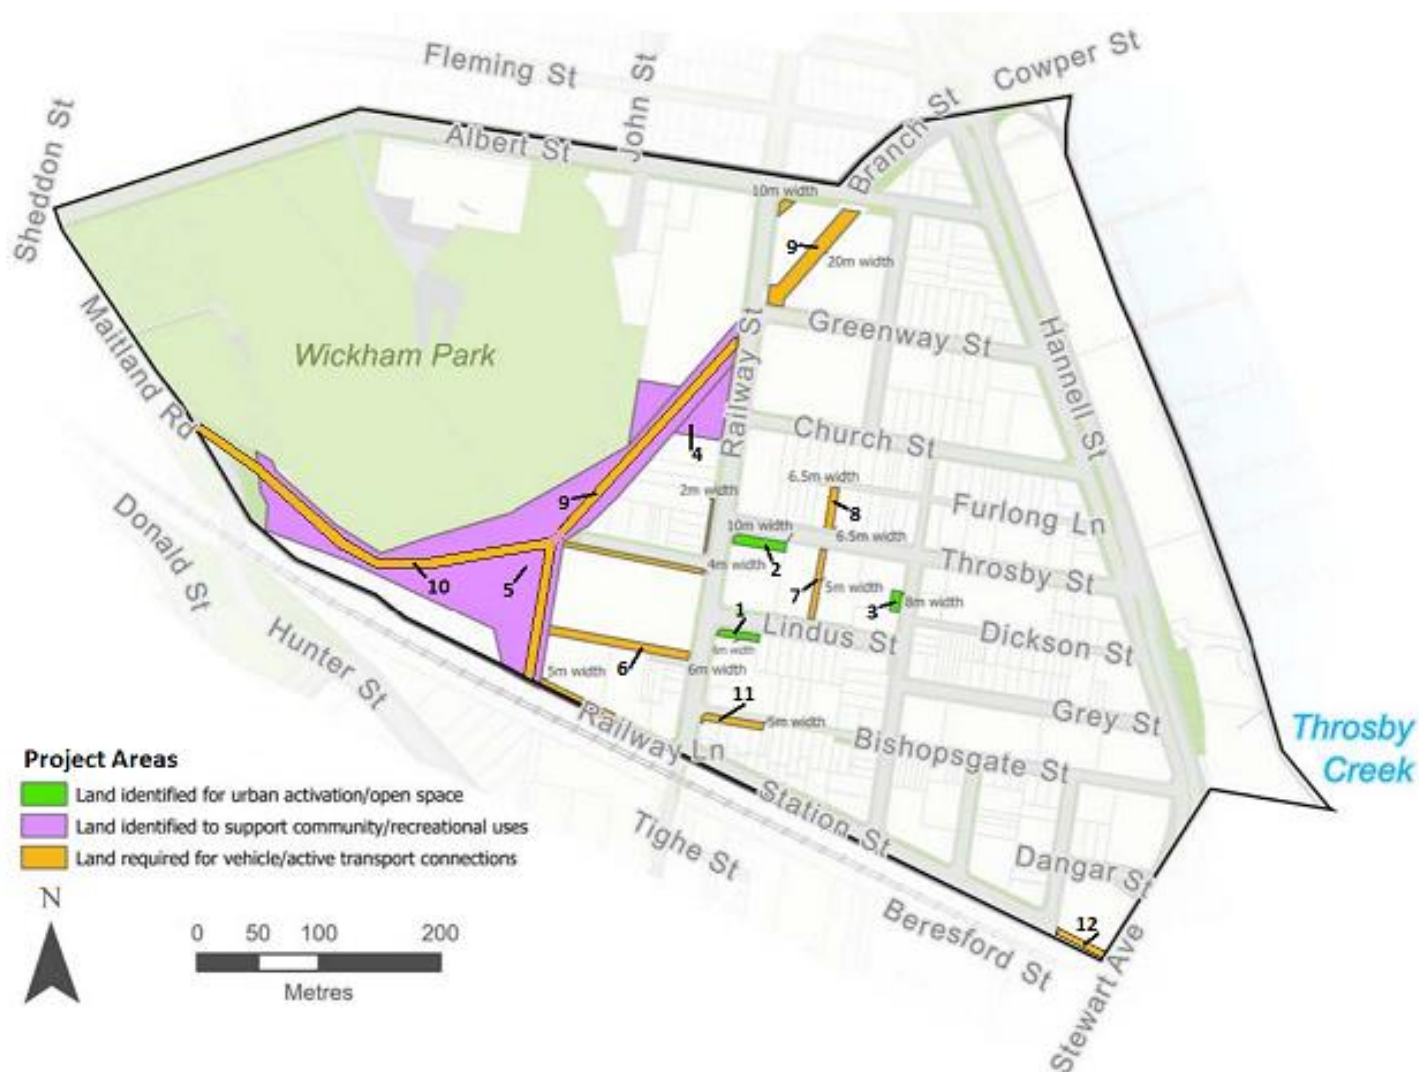 Cowper St
Fleming St
John St
Sheddon St
Branch St
Albert St
10m width
9
20m width
Maitland Rd
Wickham Park
Railway St
Greenway St
Hannell St
Church St
4
6.5m width
2m width
9
8
Furlong Ln
10m width
6.5m width
Donald St
2
4m width
Throsby St
10
5
7
5m width
3
8m width
1
Lindus St
Dickson St
Hunter St
6m width
6
5m width
6m width
11
5m width
Grey St
Railway Ln
Bishopsgate St
Throsby
Creek
Project Areas
Land identified for urban activation/open space
Land identified to support community/recreational uses
Land required for vehicle/active transport connections
Station St
Tighe St
Dangar St
N
12
Beresford St
Stewart Ave
0 50 100 200
Metres